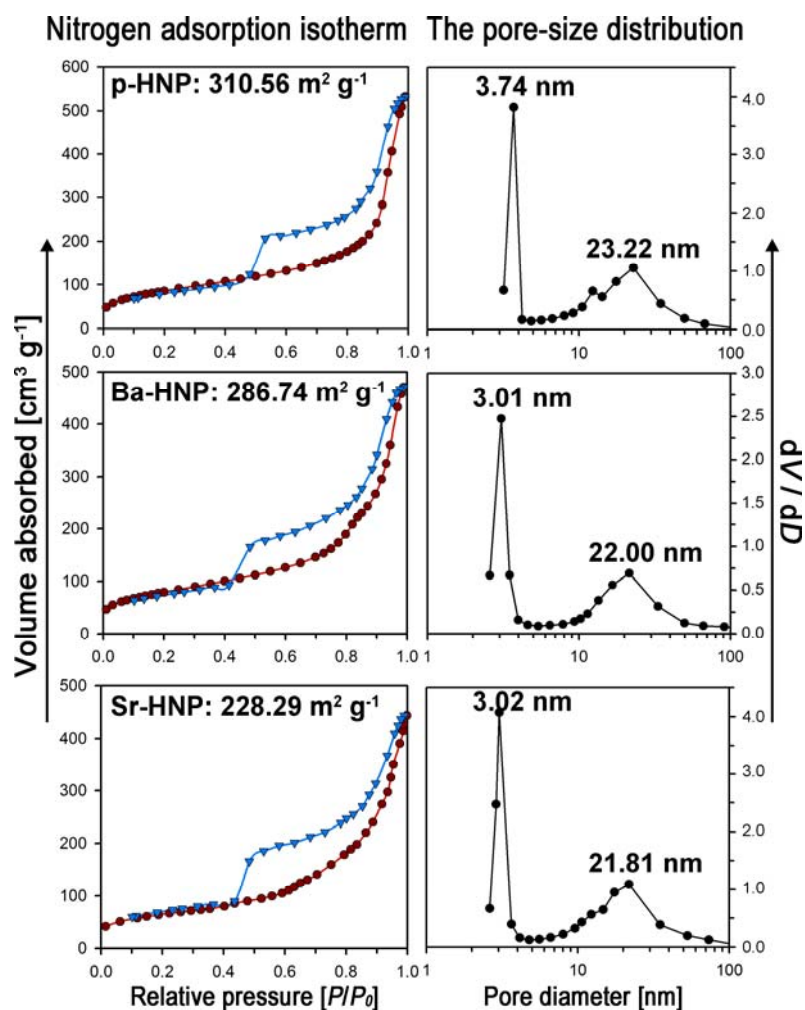 Nitrogen adsorption isotherm
The pore-size distribution
p-HNP: 310.56 m² g⁻¹
600
500
400
300
200
100
0
0.0 0.2 0.4 0.6 0.8 1.0
3.74 nm
23.22 nm
4.0
3.0
2.0
1.0
0.0
1 10 100
Ba-HNP: 286.74 m² g⁻¹
500
400
300
200
100
0
0.0 0.2 0.4 0.6 0.8 1.0
3.01 nm
22.00 nm
3.0
2.5
2.0
1.5
1.0
0.5
0.0
1 10 100
Sr-HNP: 228.29 m² g⁻¹
500
400
300
200
100
0
0.0 0.2 0.4 0.6 0.8 1.0
3.02 nm
21.81 nm
4.0
3.0
2.0
1.0
0.0
1 10 100
Volume absorbed [cm³ g⁻¹]
dV / dD
Relative pressure [P/P₀]
Pore diameter [nm]